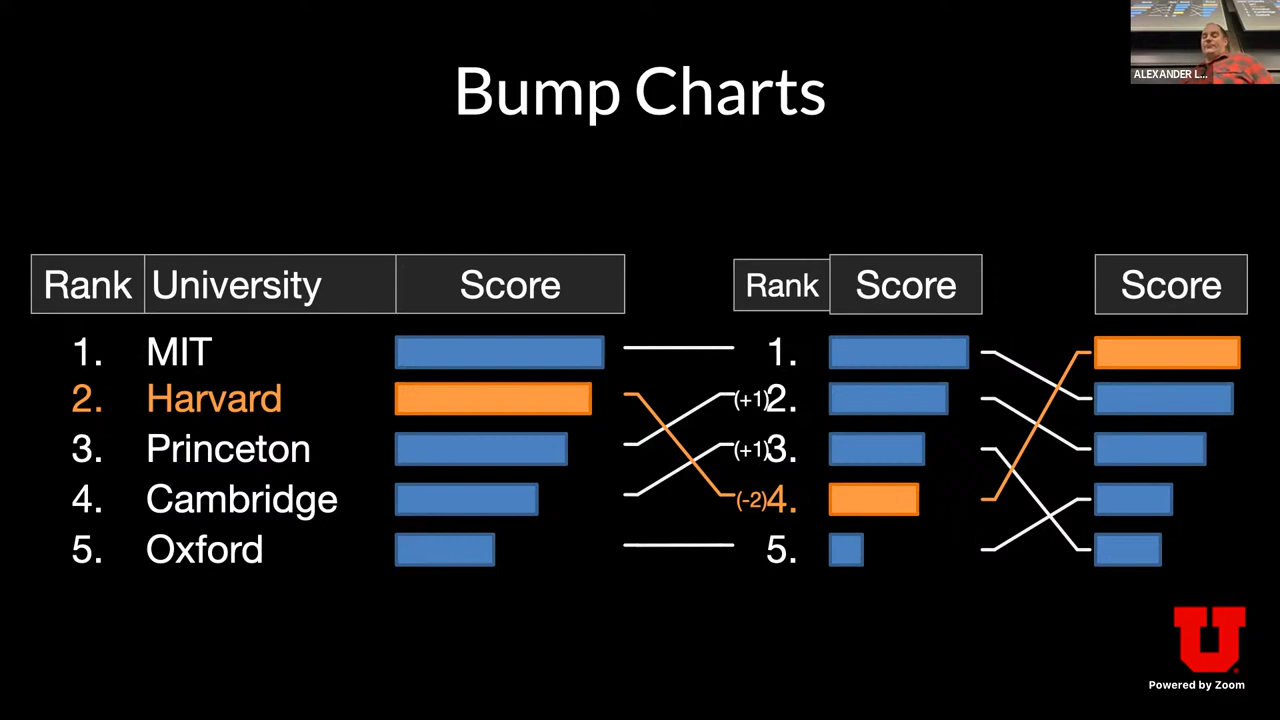 ALEXANDER L...
Bump Charts
Rank University Score Rank Score Score
1. MIT 1.
2. Harvard (+1) 2.
3. Princeton (+1) 3.
4. Cambridge (-2) 4.
5. Oxford 5.
U
Powered by Zoom